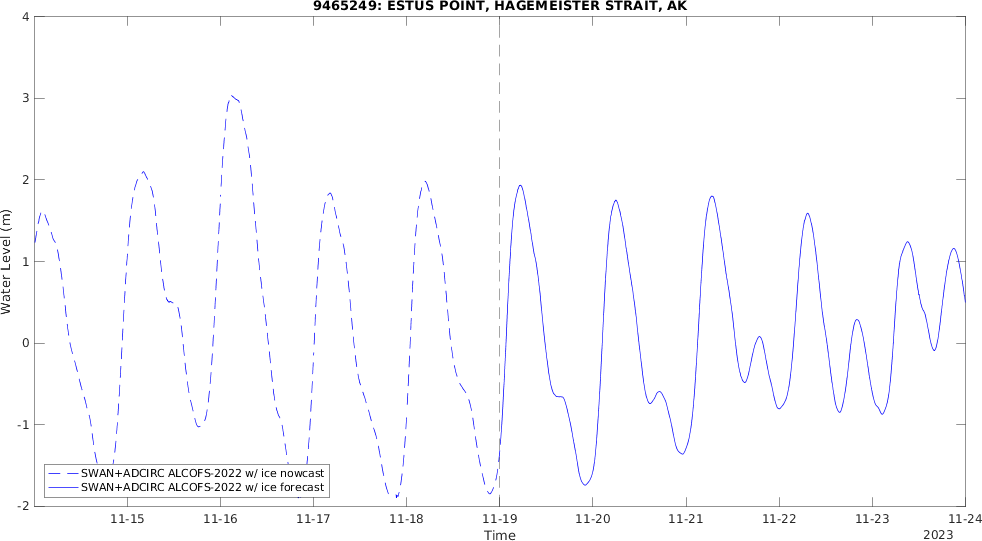 9465249: ESTUS POINT, HAGEMEISTER STRAIT, AK
4
3
2
1
0
-1
-2
Water Level (m)
SWAN+ADCIRC ALCOFS-2022 w/ ice nowcast
SWAN+ADCIRC ALCOFS-2022 w/ ice forecast
11-15 11-16 11-17 11-18 11-19 11-20 11-21 11-22 11-23 11-24
Time
2023